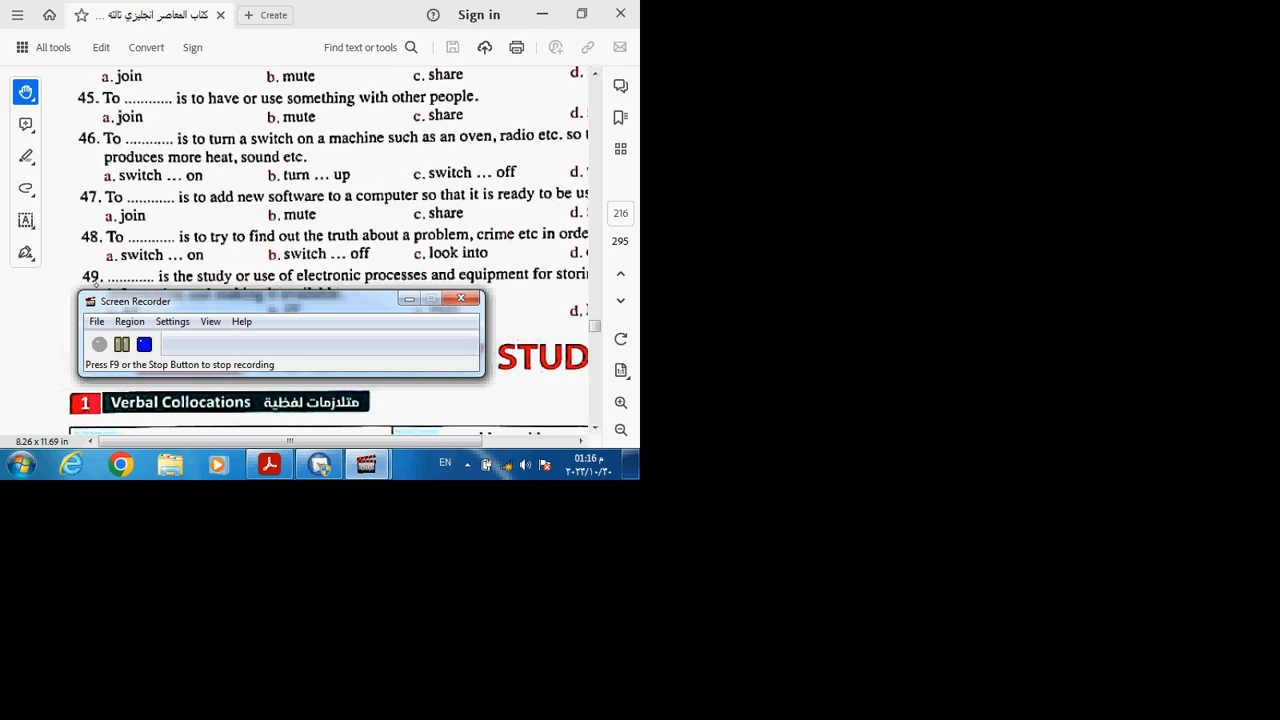 كتاب المعاصر انجليزي تالته ...
Create
Sign in
All tools
Edit
Convert
Sign
Find text or tools
a. join b. mute c. share d.
45. To ............ is to have or use something with other people.
a. join b. mute c. share d.
46. To ............ is to turn a switch on a machine such as an oven, radio etc. so
produces more heat, sound etc.
a. switch ... on b. turn ... up c. switch ... off d.
47. To ............ is to add new software to a computer so that it is ready to be us
a. join b. mute c. share d.
48. To ............ is to try to find out the truth about a problem, crime etc in orde
a. switch ... on b. switch ... off c. look into d.
49. ............ is the study or use of electronic processes and equipment for stori
d.
Screen Recorder
File Region Settings View Help
Press F9 or the Stop Button to stop recording
STUD
1 Verbal Collocations متلازمات لفظية
216
295
8.26 x 11.69 in
EN
01:16 م
٢٠٢٣/١٠/٣٠